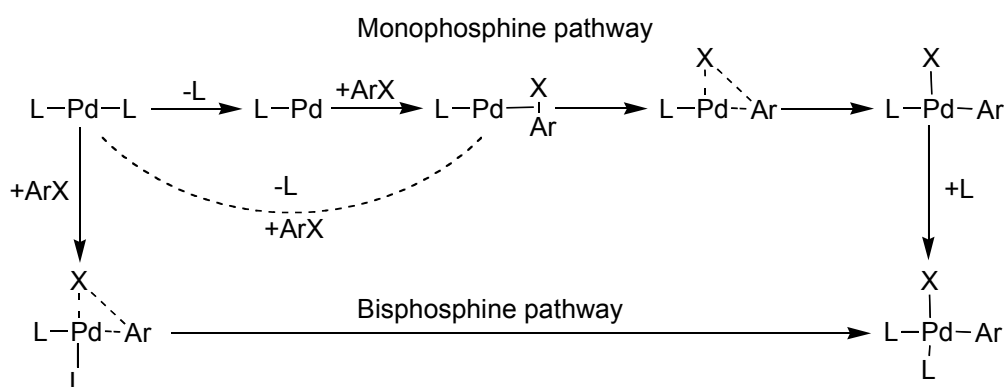 Monophosphine pathway
L–Pd–L
-L
L–Pd
+ArX
L–Pd
X
Ar
X
L–Pd
Ar
X
L–Pd–Ar
+ArX
-L
+ArX
+L
X
L–Pd
Ar
L
Bisphosphine pathway
X
L–Pd–Ar
L